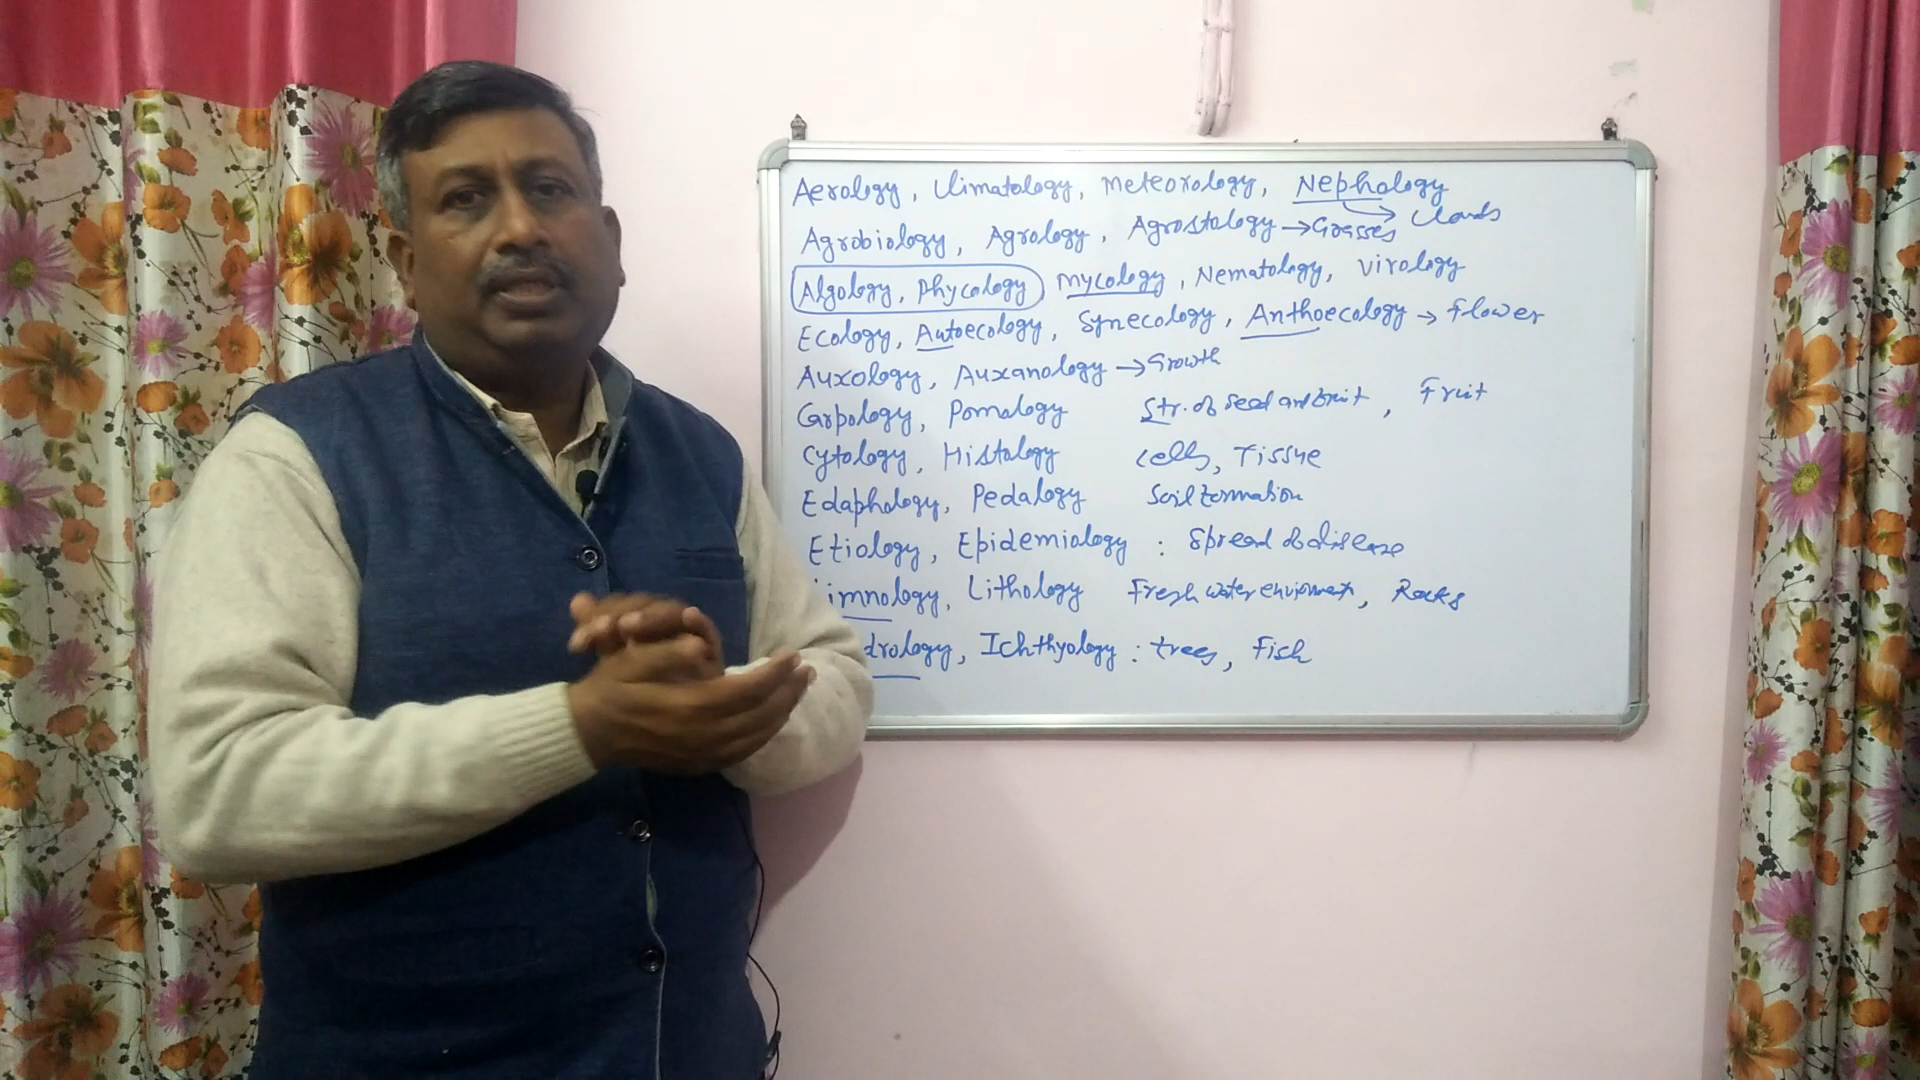 Aerology, Climatology, Meteorology, Nephology
→ Clouds
Agrobiology, Agrology, Agrostology → Grasses
Algology, Phycology Mycology, Nematology, Virology
Ecology, Autoecology, Synecology, Anthoecology → Flower
Auxology, Auxanology → Growth
Carpology, Pomology Str. of seed and fruit, Fruit
Cytology, Histology cells, Tissue
Edaphology, Pedalogy Soil formation
Etiology, Epidemiology : Spread of disease
imnology, Lithology Fresh water Rocks
drology, Ichthyology : trees, Fish